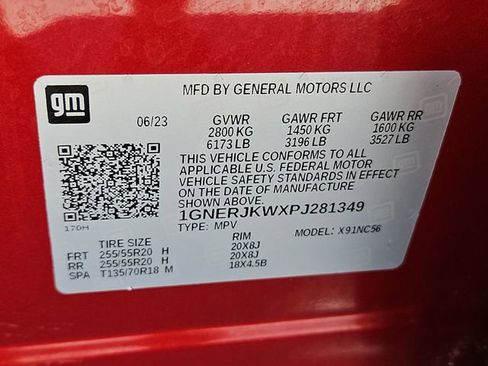 gm
MFD BY GENERAL MOTORS LLC
06/23 GVWR GAWR FRT GAWR RR
2800 KG 1450 KG 1600 KG
6173 LB 3196 LB 3527 LB
THIS VEHICLE CONFORMS TO ALL
APPLICABLE U.S. FEDERAL MOTOR
VEHICLE SAFETY STANDARDS IN EFFECT
ON THE DATE OF MANUFACTURE SHOWN ABOVE.
1GNERJKWXPJ281349
170H
TYPE: MPV MODEL: X91NC56
TIRE SIZE RIM
FRT 255/55R20 H 20X8J
RR 255/55R20 H 20X8J
SPA T135/70R18 M 18X4.5B